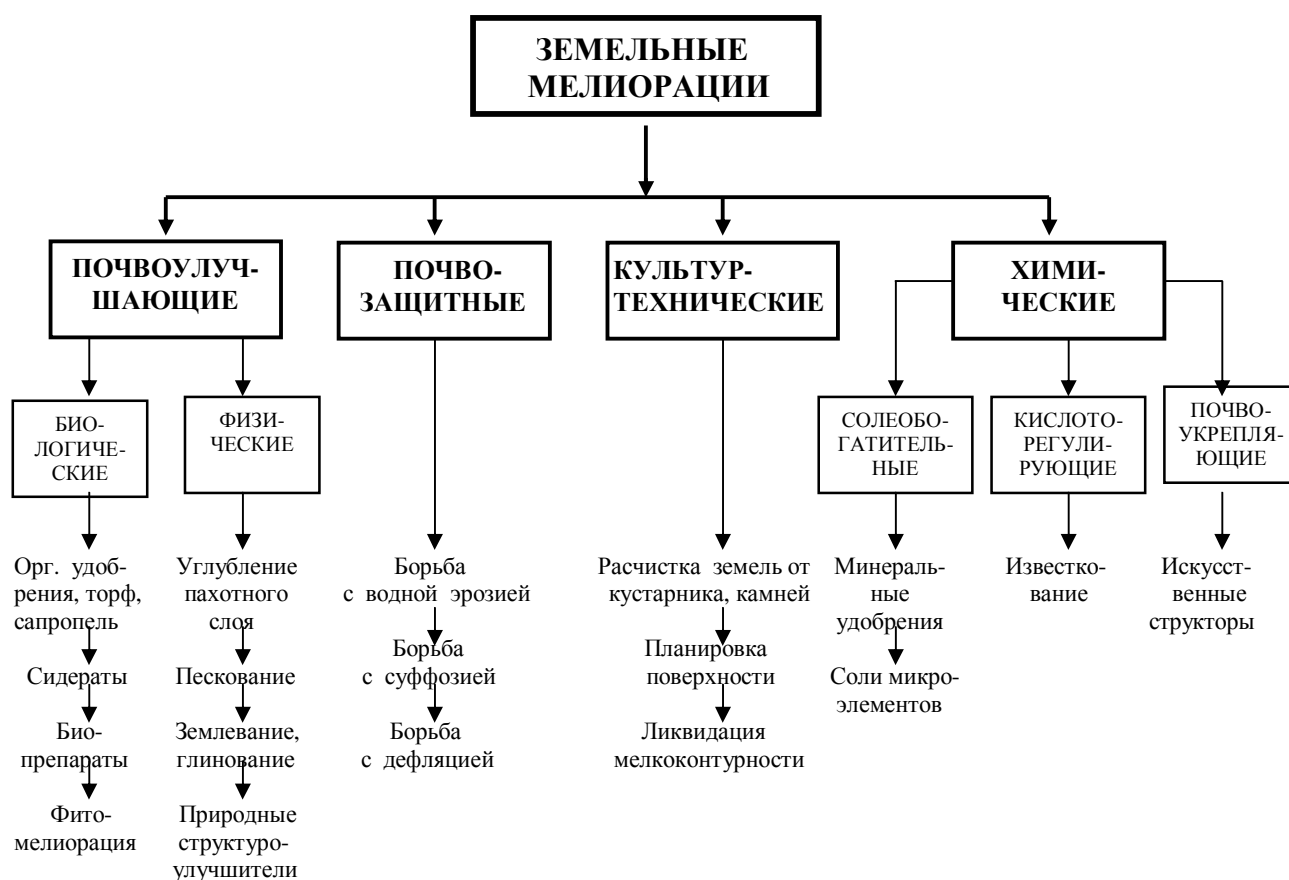 ЗЕМЕЛЬНЫЕ
МЕЛИОРАЦИИ
ПОЧВОУЛУЧ-
ШАЮЩИЕ
ПОЧВО-
ЗАЩИТНЫЕ
КУЛЬТУР-
ТЕХНИЧЕСКИЕ
ХИМИ-
ЧЕСКИЕ
БИО-
ЛОГИЧЕ-
СКИЕ
ФИЗИ-
ЧЕСКИЕ
СОЛЕОБО-
ГАТИТЕЛЬ-
НЫЕ
КИСЛОТО-
РЕГУЛИ-
РУЮЩИЕ
ПОЧВО-
УКРЕПЛЯ-
ЮЩИЕ
Орг. удоб-
рения, торф,
сапропель
Сидераты
Био-
препараты
Фито-
мелиорация
Углубление
пахотного
слоя
Пескование
Землевание,
глинование
Природные
структуро-
улучшители
Борьба
с водной эрозией
Борьба
с суффозией
Борьба
с дефляцией
Расчистка земель от
кустарника, камней
Планировка
поверхности
Ликвидация
мелкоконтурности
Минераль-
ные
удобрения
Соли микро-
элементов
Известко-
вание
Искусст-
венные
структоры